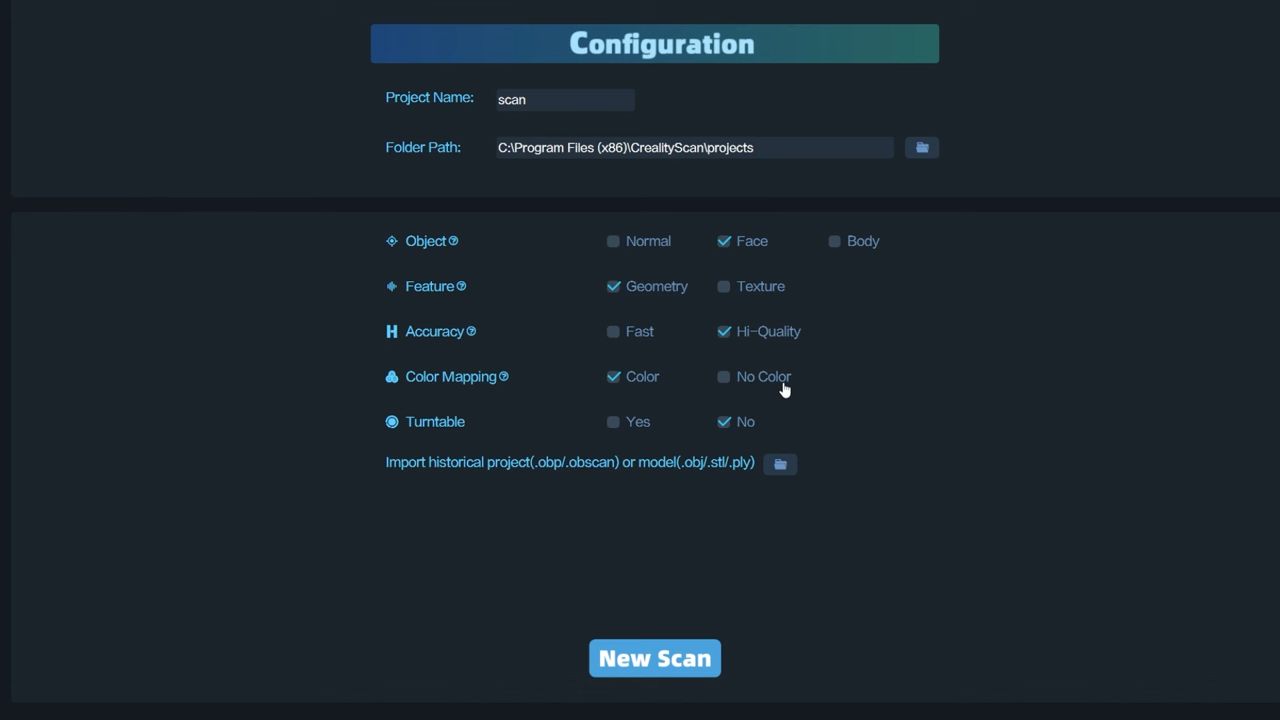 Configuration
Project Name: scan
Folder Path: C:\Program Files (x86)\CrealityScan\projects
Object Normal Face Body
Feature Geometry Texture
Accuracy Fast Hi-Quality
Color Mapping Color No Color
Turntable Yes No
Import historical project(.obp/.obscan) or model(.obj/.stl/.ply)
New Scan